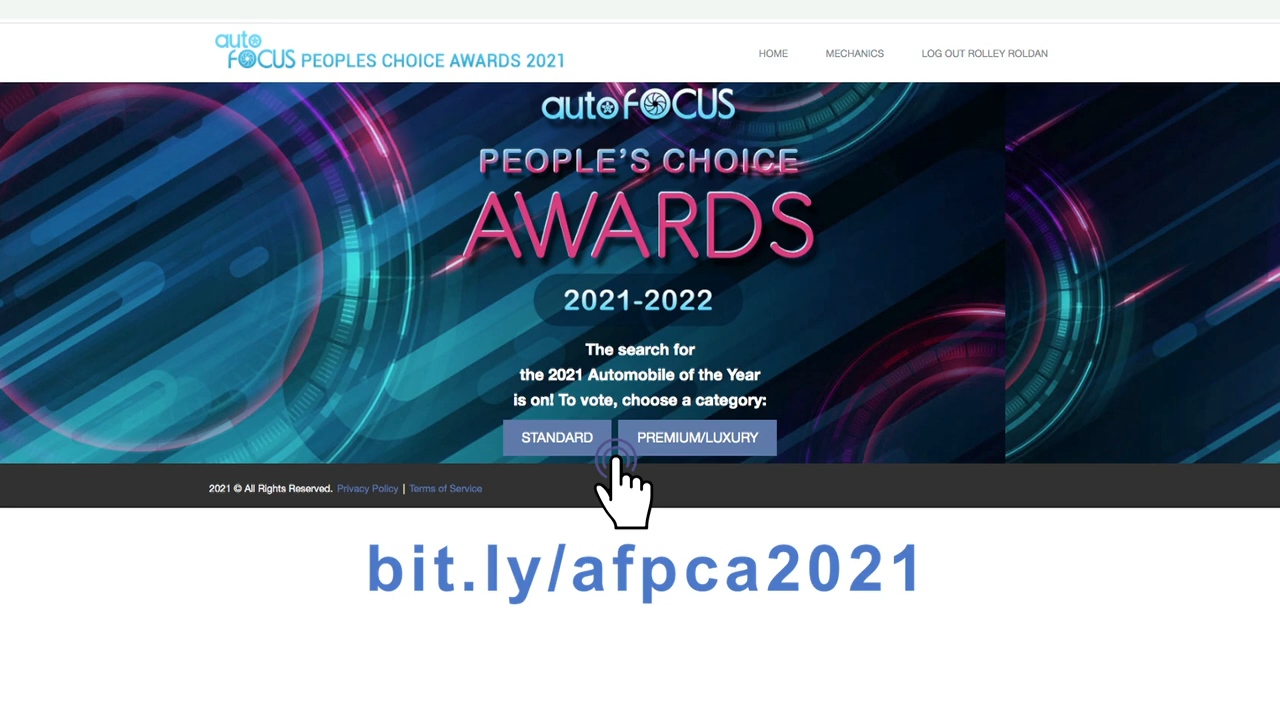 auto
FOCUS PEOPLES CHOICE AWARDS 2021
HOME MECHANICS LOG OUT ROLLEY ROLDAN
autoFOCUS
PEOPLE'S CHOICE
AWARDS
2021-2022
The search for
the 2021 Automobile of the Year
is on! To vote, choose a category:
STANDARD PREMIUM/LUXURY
2021 © All Rights Reserved. Privacy Policy | Terms of Service
bit.ly/afpca2021